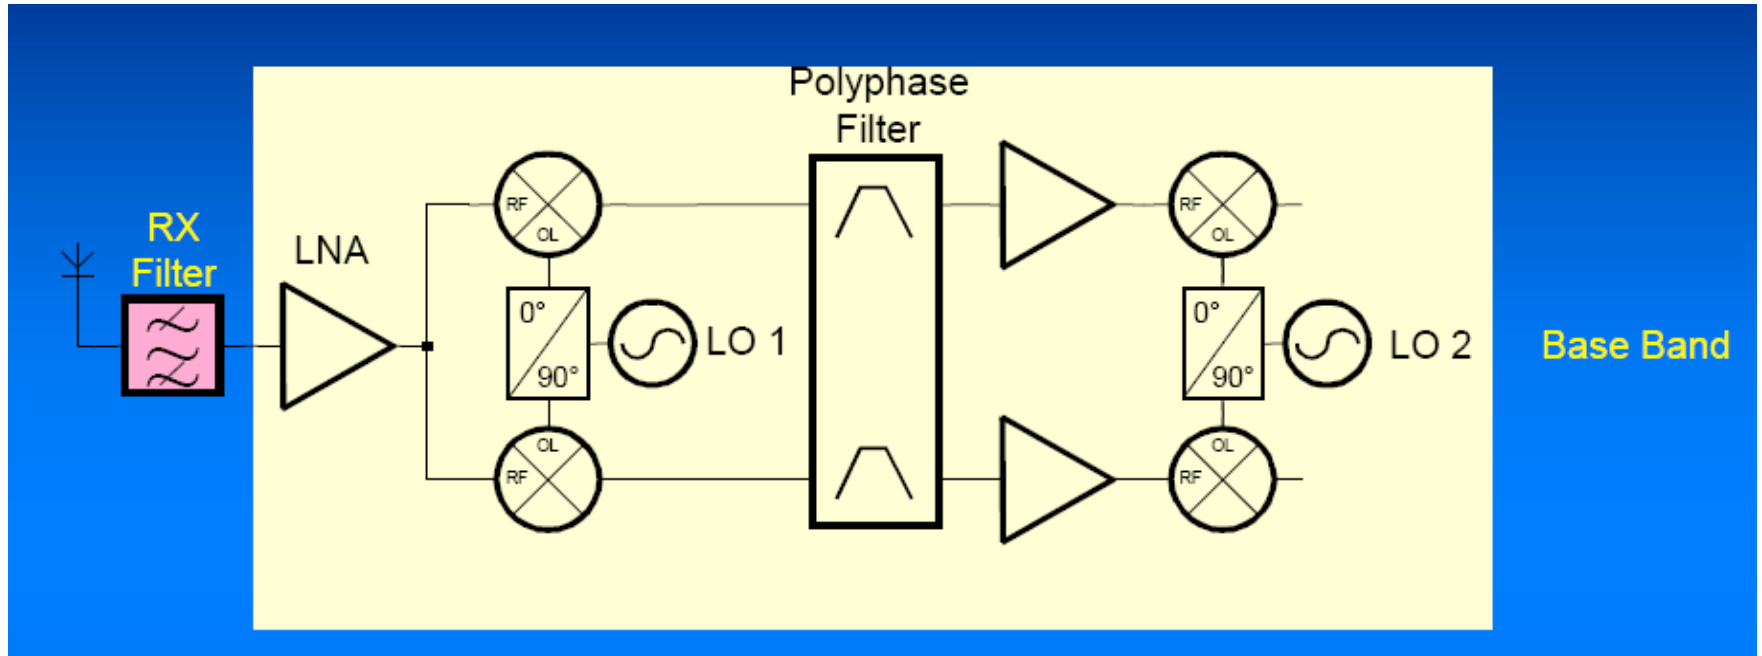 Polyphase
Filter
RX
Filter
LNA
RF
OL
0°
90°
LO 1
OL
RF
RF
OL
0°
90°
LO 2
OL
RF
Base Band